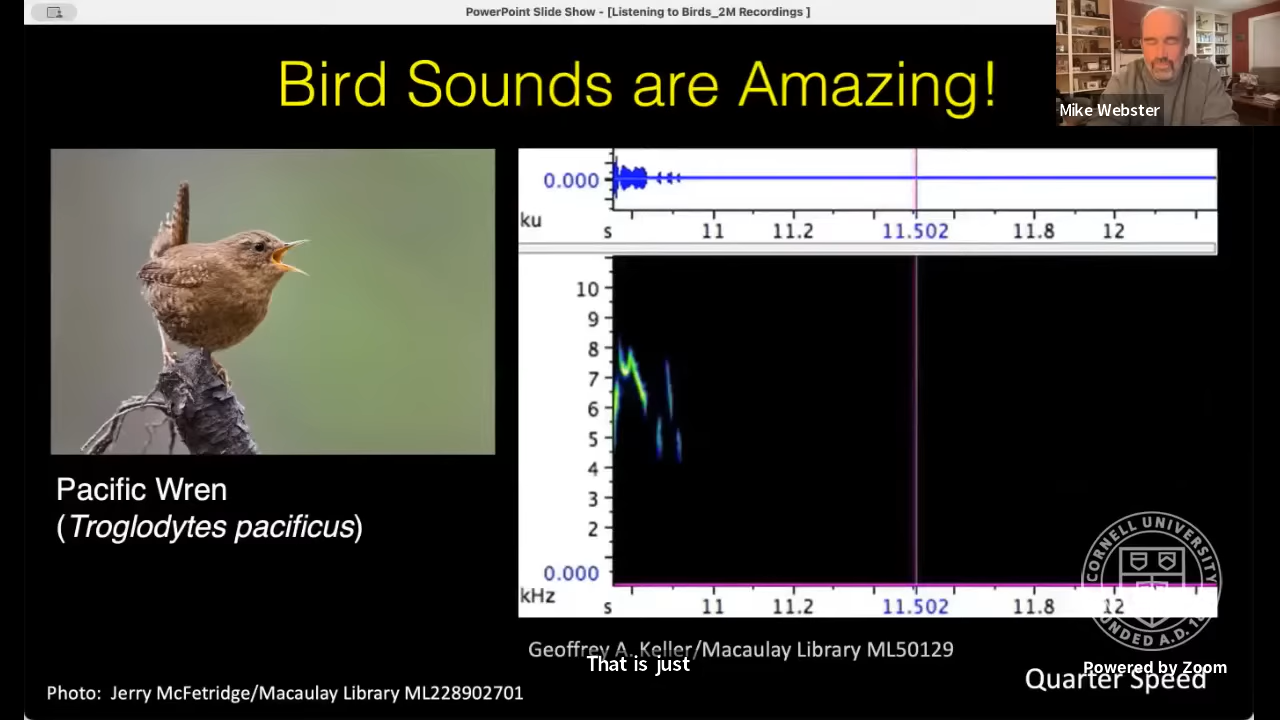 PowerPoint Slide Show - [Listening to Birds_2M Recordings ]
Bird Sounds are Amazing!
Mike Webster
0.000
ku
s 11 11.2 11.502 11.8 12
10
9
8
7
6
5
4
3
2
0.000
kHz
s 11 11.2 11.502 11.8 12
Pacific Wren
(Troglodytes pacificus)
CORNELL UNIVERSITY
Geoffrey A. Keller/Macaulay Library ML50129
That is just
Powered by Zoom
Quarter Speed
Photo: Jerry McFetridge/Macaulay Library ML228902701